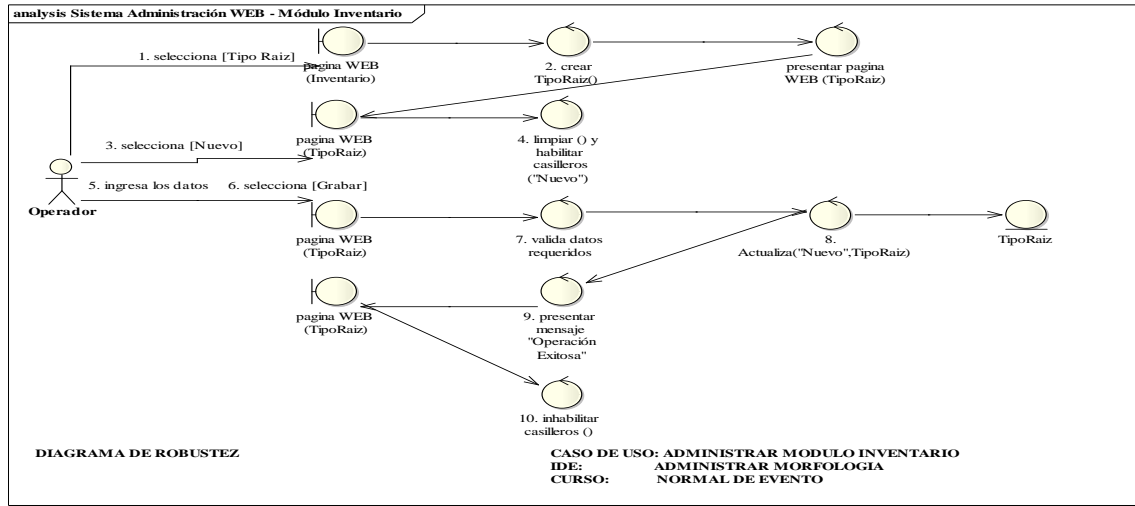 analysis Sistema Administración WEB - Módulo Inventario
1. selecciona [Tipo Raiz]
pagina WEB
(Inventario)
2. crear
TipoRaiz()
presentar pagina
WEB (TipoRaiz)
3. selecciona [Nuevo]
pagina WEB
(TipoRaiz)
4. limpiar () y
habilitar
casilleros
("Nuevo")
5. ingresa los datos
6. selecciona [Grabar]
Operador
pagina WEB
(TipoRaiz)
7. valida datos
requeridos
8.
Actualiza("Nuevo",TipoRaiz)
TipoRaiz
pagina WEB
(TipoRaiz)
9. presentar
mensaje
"Operación
Exitosa"
10. inhabilitar
casilleros ()
DIAGRAMA DE ROBUSTEZ
CASO DE USO: ADMINISTRAR MODULO INVENTARIO
IDE: ADMINISTRAR MORFOLOGIA
CURSO: NORMAL DE EVENTO